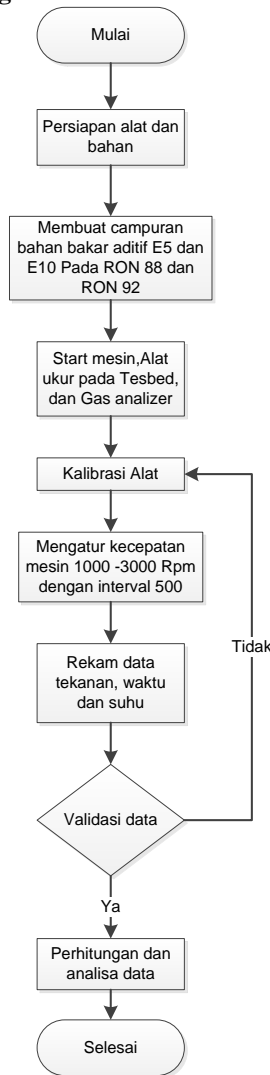 g
Mulai
Persiapan alat dan
bahan
Membuat campuran
bahan bakar aditif E5 dan
E10 Pada RON 88 dan
RON 92
Start mesin,Alat
ukur pada Tesbed,
dan Gas analizer
Kalibrasi Alat
Mengatur kecepatan
mesin 1000 -3000 Rpm
dengan interval 500
Rekam data
tekanan, waktu
dan suhu
Tidak
Validasi data
Ya
Perhitungan dan
analisa data
Selesai